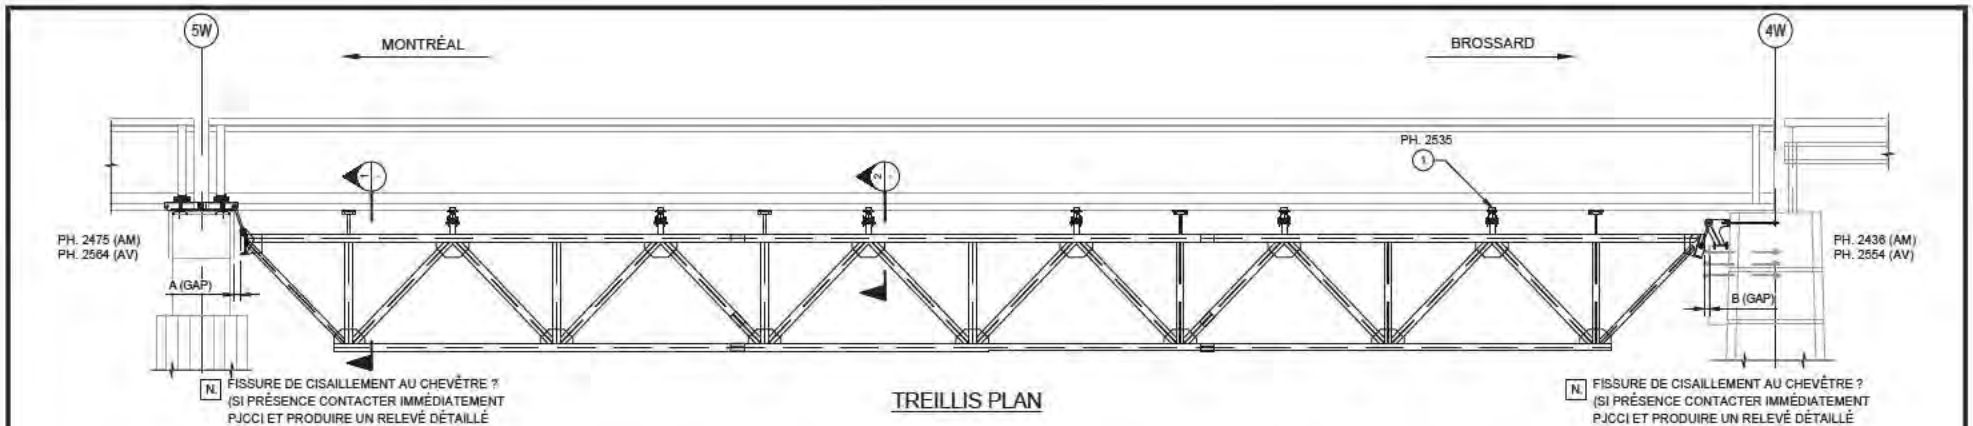 5W
4W
MONTRÉAL
BROSSARD
PH. 2535
1
1
2
PH. 2475 (AM)
PH. 2564 (AV)
PH. 2436 (AM)
PH. 2554 (AV)
A (GAP)
B (GAP)
N. FISSURE DE CISAILLEMENT AU CHEVÊTRE ?
(SI PRÉSENCE CONTACTER IMMÉDIATEMENT
PJCCI ET PRODUIRE UN RELEVÉ DÉTAILLÉ
TREILLIS PLAN
N. FISSURE DE CISAILLEMENT AU CHEVÊTRE ?
(SI PRÉSENCE CONTACTER IMMÉDIATEMENT
PJCCI ET PRODUIRE UN RELEVÉ DÉTAILLÉ